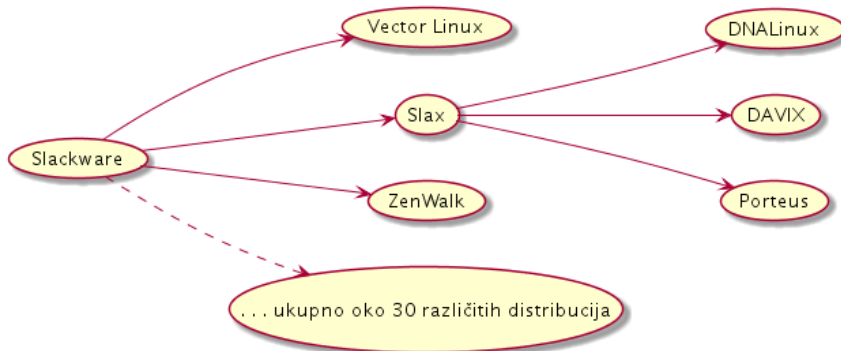 Vector Linux
DNALinux
Slax
DAVIX
Slackware
ZenWalk
Porteus
. . . ukupno oko 30 različitih distribucija